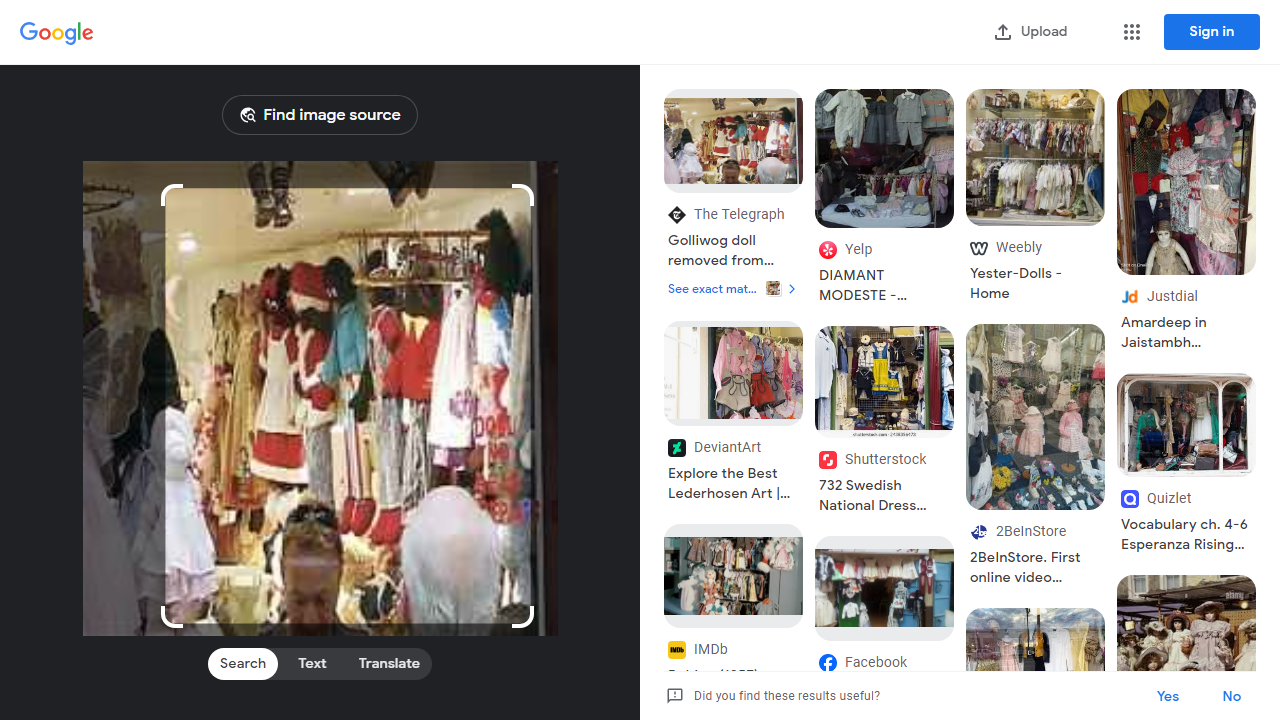 Google
Upload
Sign in
Find image source
Search
Text
Translate
The Telegraph
Golliwog doll
removed from…
See exact mat…
DeviantArt
Explore the Best
Lederhosen Art |…
IMDb
Yelp
DIAMANT
MODESTE -…
Shutterstock
732 Swedish
National Dress…
Facebook
Weebly
Yester-Dolls -
Home
2BeInStore
2BeInStore. First
online video…
Justdial
Amardeep in
Jaistambh…
Quizlet
Vocabulary ch. 4-6
Esperanza Rising…
alamy
Did you find these results useful?
Yes
No